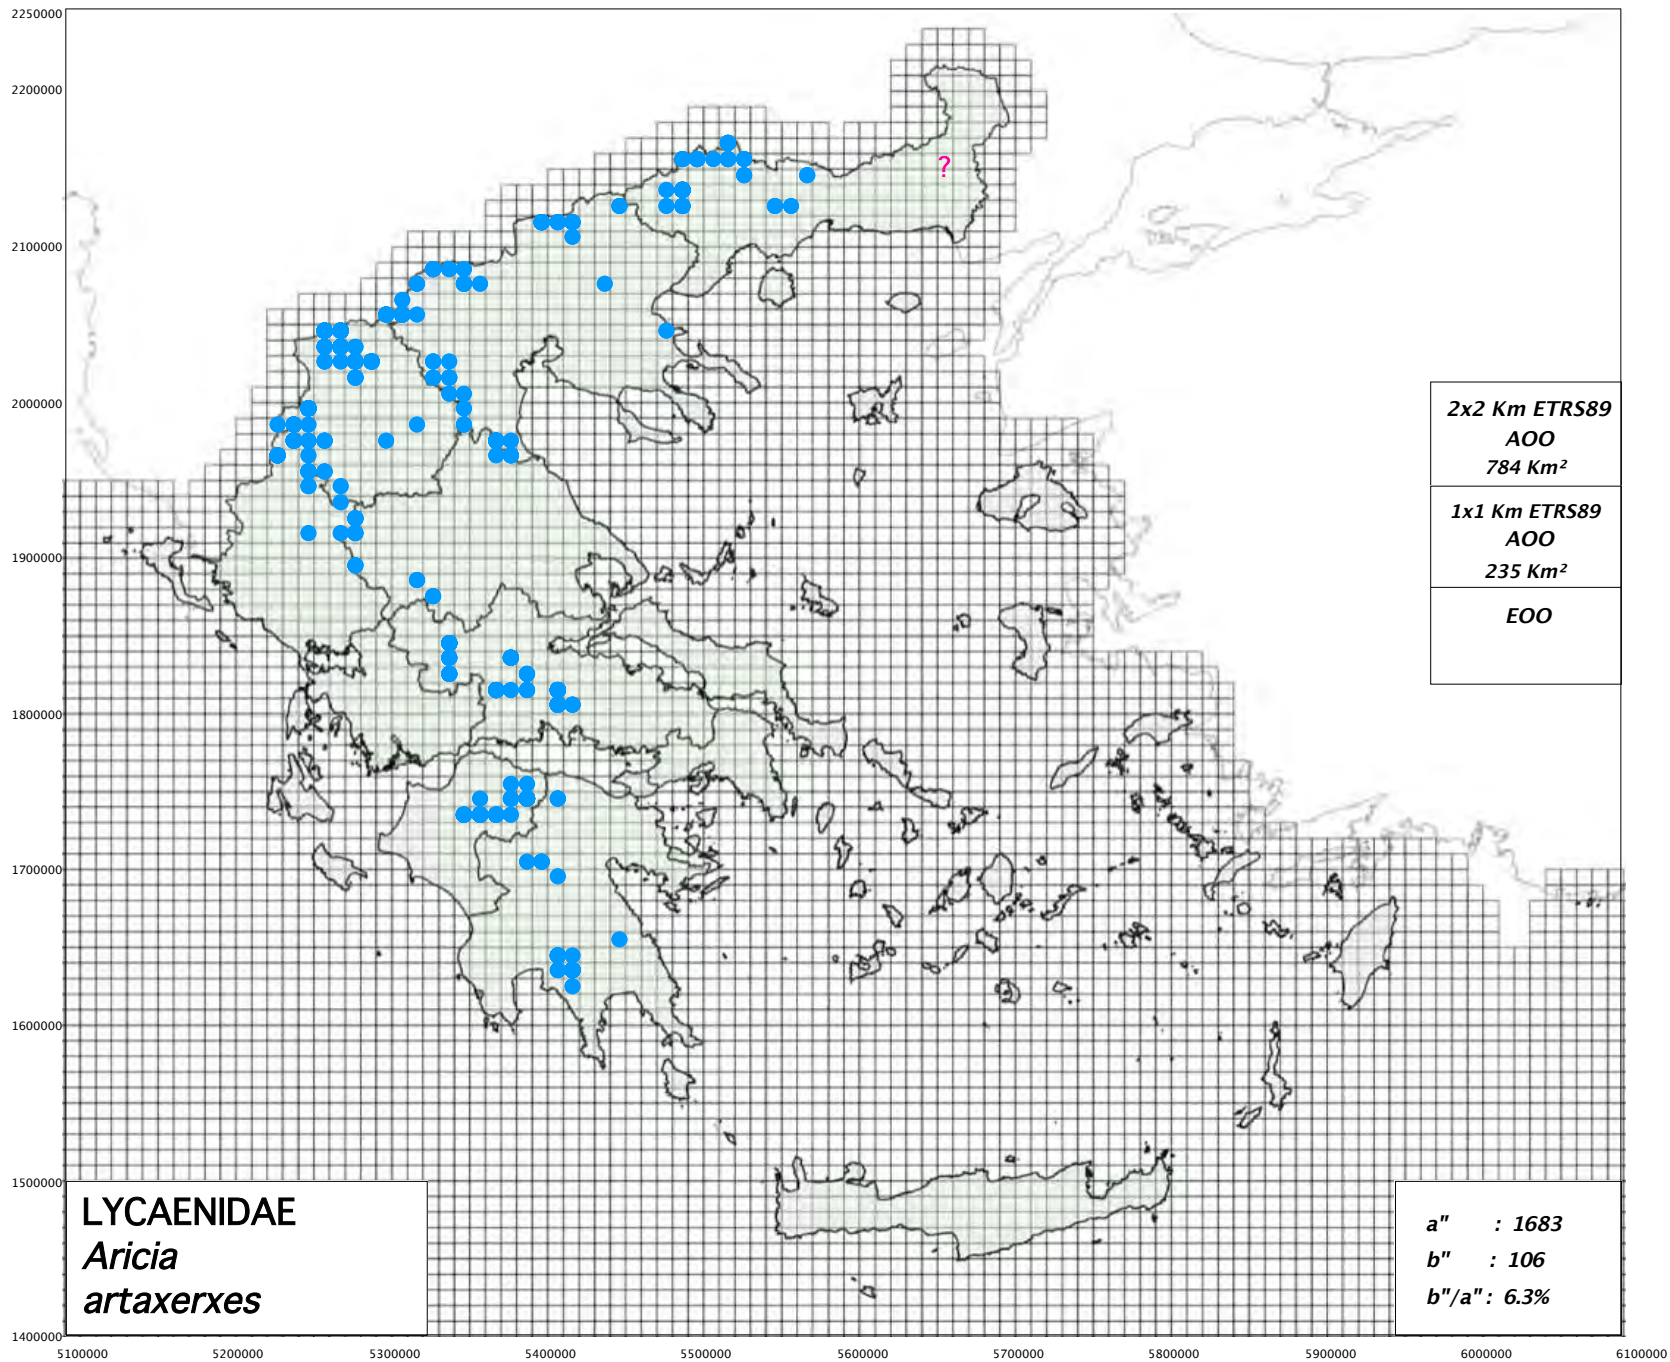 2250000
2200000
2100000
2000000
1900000
1800000
1700000
1600000
1500000
1400000
?
2x2 Km ETRS89
AOO
784 Km²
1x1 Km ETRS89
AOO
235 Km²
EOO
LYCAENIDAE
Aricia
artaxerxes
a" : 1683
b" : 106
b"/a" : 6.3%
5100000 5200000 5300000 5400000 5500000 5600000 5700000 5800000 5900000 6000000 6100000